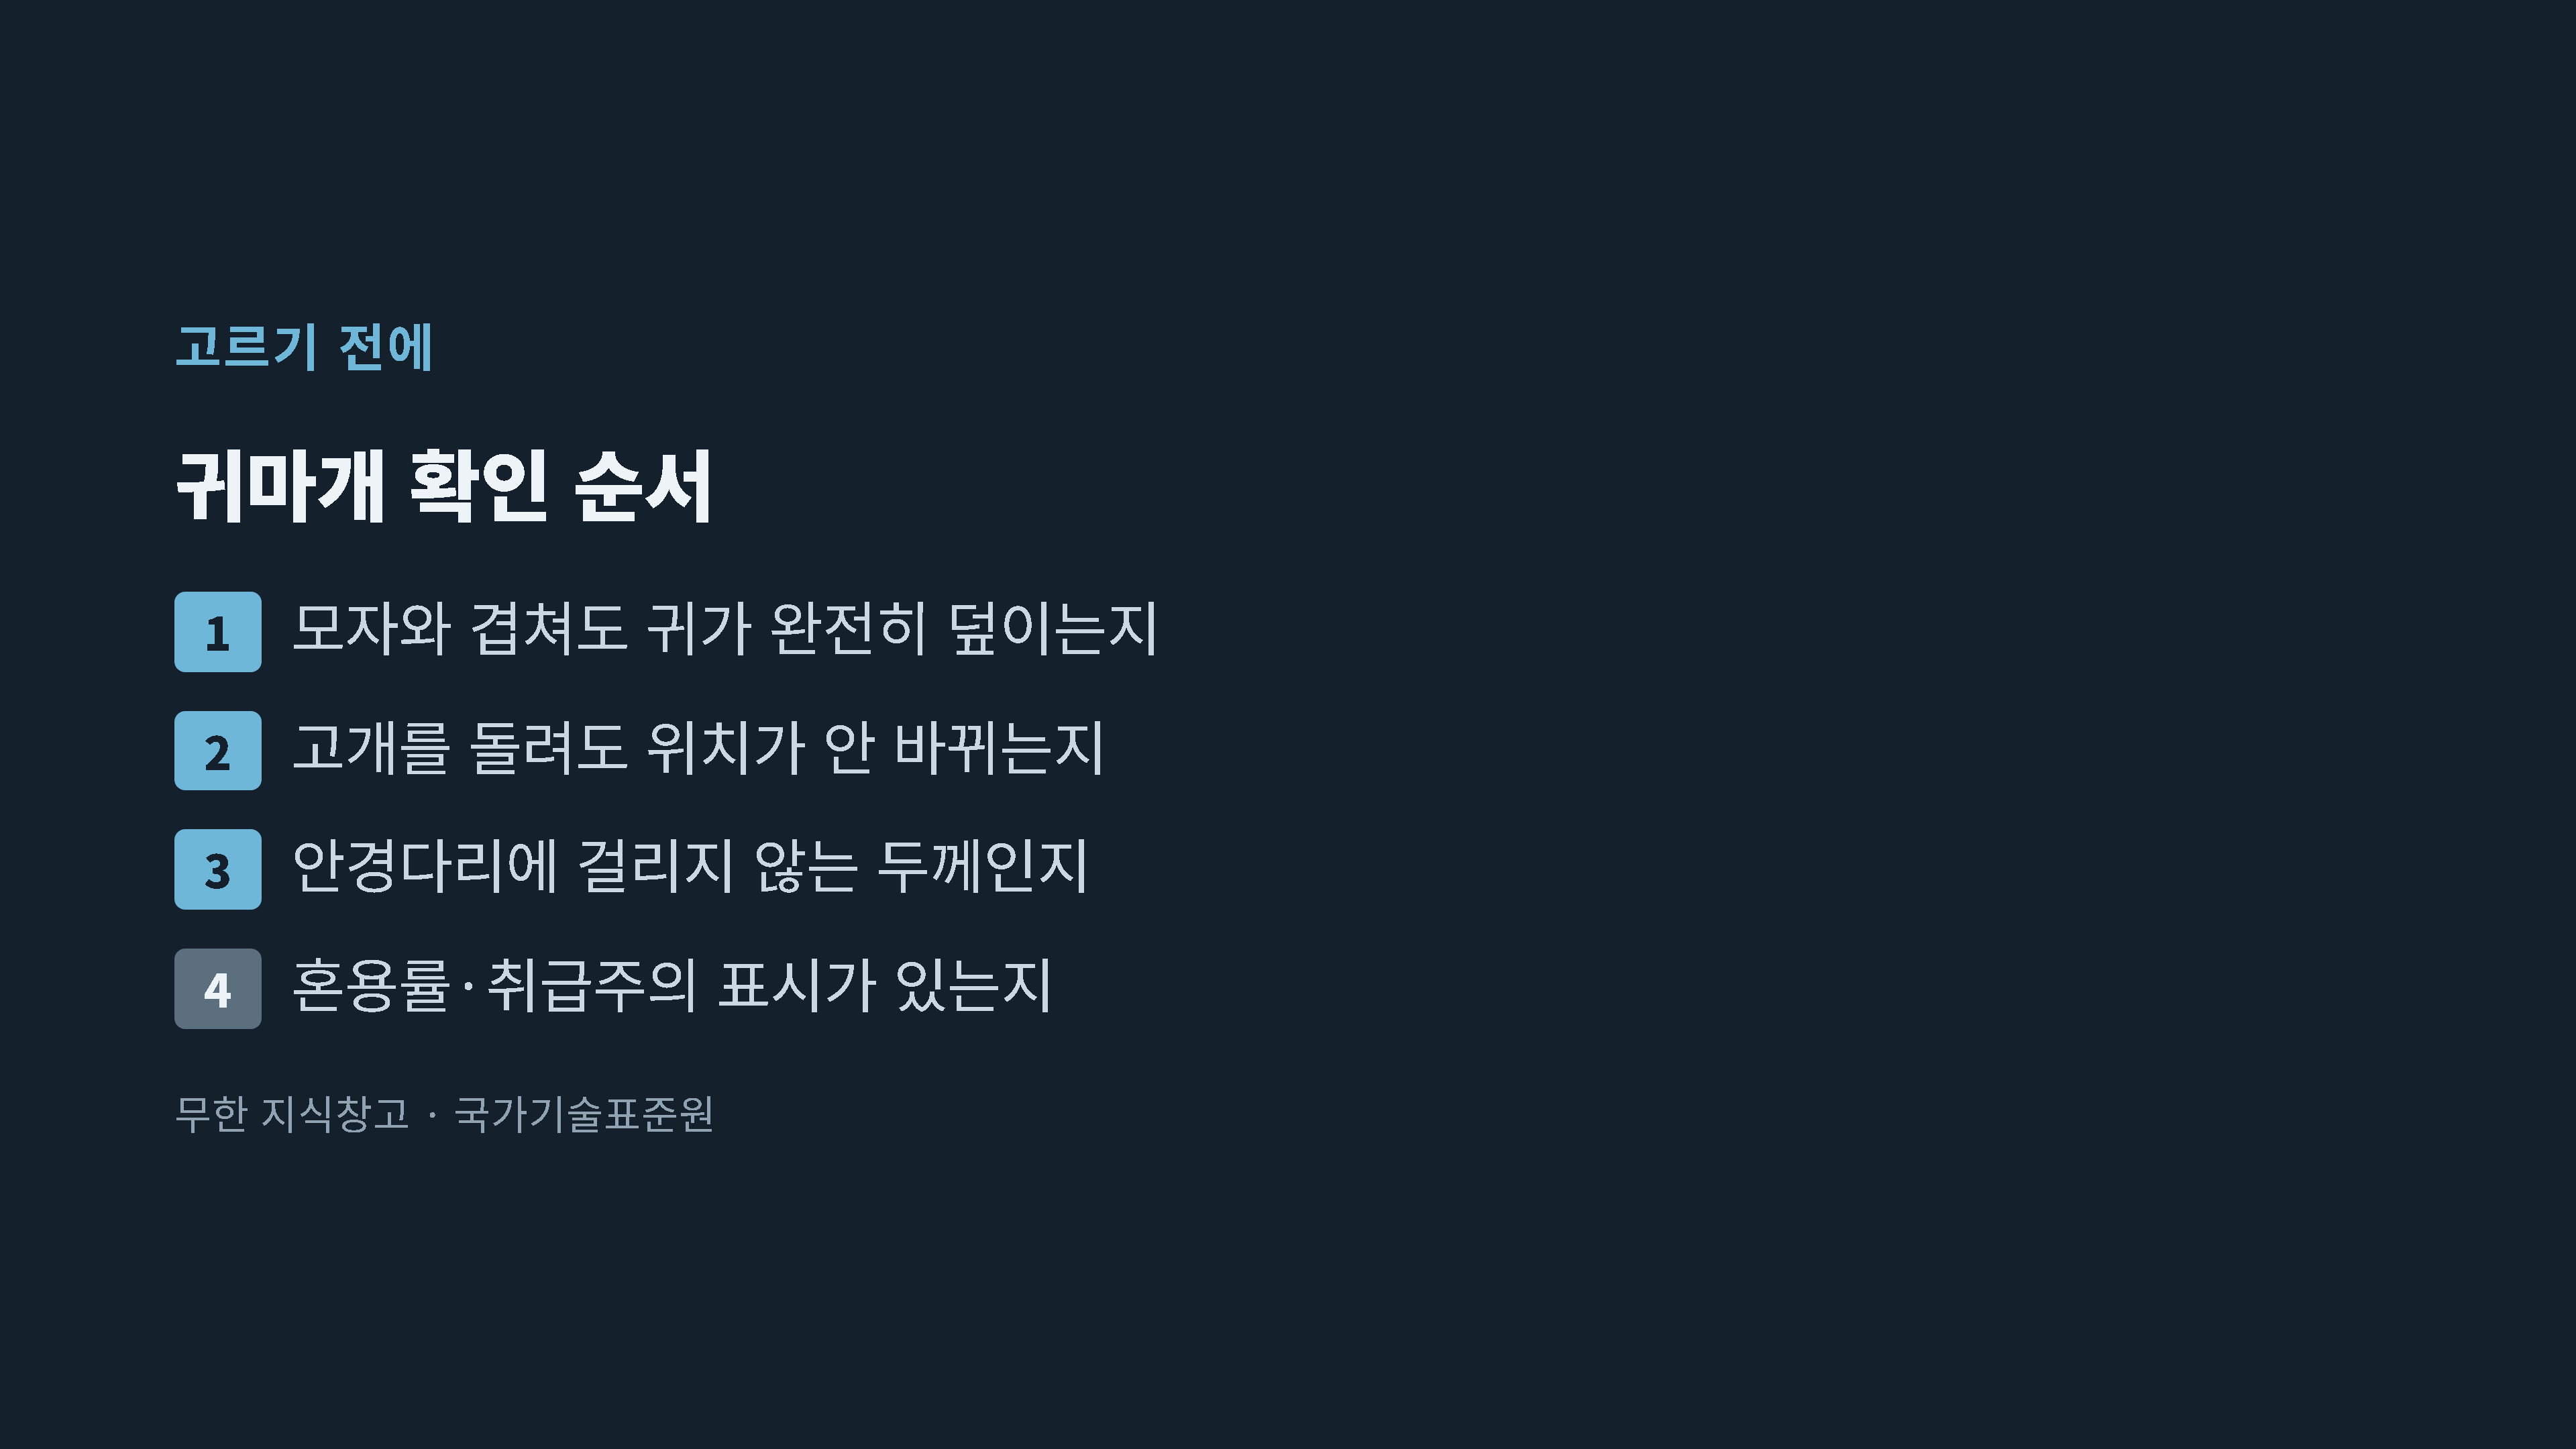 고르기 전에
귀마개 확인 순서
1 모자와 겹쳐도 귀가 완전히 덮이는지
2 고개를 돌려도 위치가 안 바뀌는지
3 안경다리에 걸리지 않는 두께인지
4 혼용률·취급주의 표시가 있는지
무한 지식창고 · 국가기술표준원